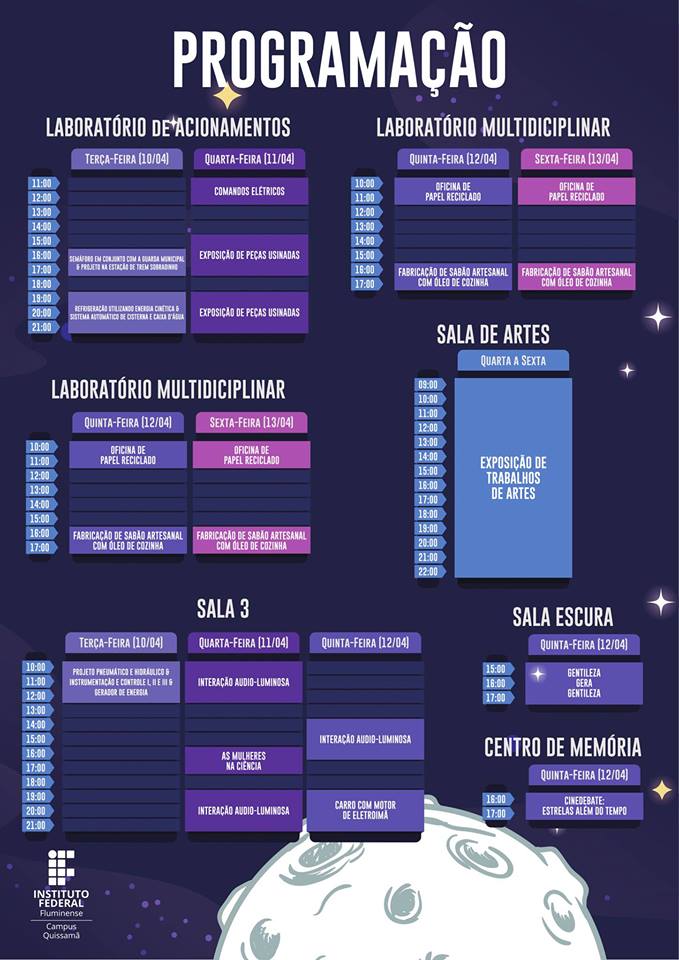 PROGRAMAÇÃO
LABORATÓRIO DE ACIONAMENTOS
TERÇA-FEIRA (10/04)
QUARTA-FEIRA (11/04)
11:00
12:00
13:00
14:00
15:00
16:00
17:00
18:00
19:00
20:00
21:00
COMANDOS ELÉTRICOS
SEMÁFORO EM CONJUNTO COM A GUARDA MUNICIPAL
& PROJETO NA ESTAÇÃO DE TREM SOBRADINHO
EXPOSIÇÃO DE PEÇAS USINADAS
REFRIGERAÇÃO UTILIZANDO ENERGIA CINÉTICA &
SISTEMA AUTOMÁTICO DE CISTERNA E CAIXA D'ÁGUA
EXPOSIÇÃO DE PEÇAS USINADAS
LABORATÓRIO MULTIDICIPLINAR
QUINTA-FEIRA (12/04)
SEXTA-FEIRA (13/04)
10:00
11:00
12:00
13:00
14:00
15:00
16:00
17:00
OFICINA DE
PAPEL RECICLADO
OFICINA DE
PAPEL RECICLADO
FABRICAÇÃO DE SABÃO ARTESANAL
COM ÓLEO DE COZINHA
FABRICAÇÃO DE SABÃO ARTESANAL
COM ÓLEO DE COZINHA
SALA DE ARTES
QUARTA A SEXTA
09:00
10:00
11:00
12:00
13:00
14:00
15:00
16:00
17:00
18:00
19:00
20:00
21:00
22:00
EXPOSIÇÃO DE
TRABALHOS
DE ARTES
LABORATÓRIO MULTIDICIPLINAR
QUINTA-FEIRA (12/04)
SEXTA-FEIRA (13/04)
10:00
11:00
12:00
13:00
14:00
15:00
16:00
17:00
OFICINA DE
PAPEL RECICLADO
OFICINA DE
PAPEL RECICLADO
FABRICAÇÃO DE SABÃO ARTESANAL
COM ÓLEO DE COZINHA
FABRICAÇÃO DE SABÃO ARTESANAL
COM ÓLEO DE COZINHA
SALA 3
TERÇA-FEIRA (10/04)
QUARTA-FEIRA (11/04)
QUINTA-FEIRA (12/04)
10:00
11:00
12:00
13:00
14:00
15:00
16:00
17:00
18:00
19:00
20:00
21:00
PROJETO PNEUMÁTICO E HIDRÁULICO &
INSTRUMENTAÇÃO E CONTROLE I, II E III &
GERADOR DE ENERGIA
INTERAÇÃO AUDIO-LUMINOSA
INTERAÇÃO AUDIO-LUMINOSA
AS MULHERES
NA CIÊNCIA
INTERAÇÃO AUDIO-LUMINOSA
CARRO COM MOTOR
DE ELETROIMÃ
SALA ESCURA
QUINTA-FEIRA (12/04)
15:00
16:00
17:00
GENTILEZA
GERA
GENTILEZA
CENTRO DE MEMÓRIA
QUINTA-FEIRA (12/04)
16:00
17:00
CINEDEBATE:
ESTRELAS ALÉM DO TEMPO
INSTITUTO
FEDERAL
Fluminense
Campus
Quissamã